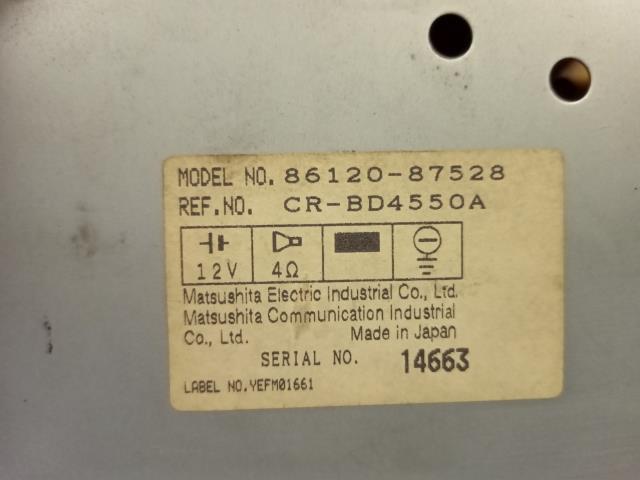 MODEL NO. 86120-87528
REF.NO. CR-BD4550A
12V 4Ω
Matsushita Electric Industrial Co., Ltd.
Matsushita Communication Industrial
Co., Ltd. Made in Japan
SERIAL NO. 14663
LABEL NO.YEFM01661